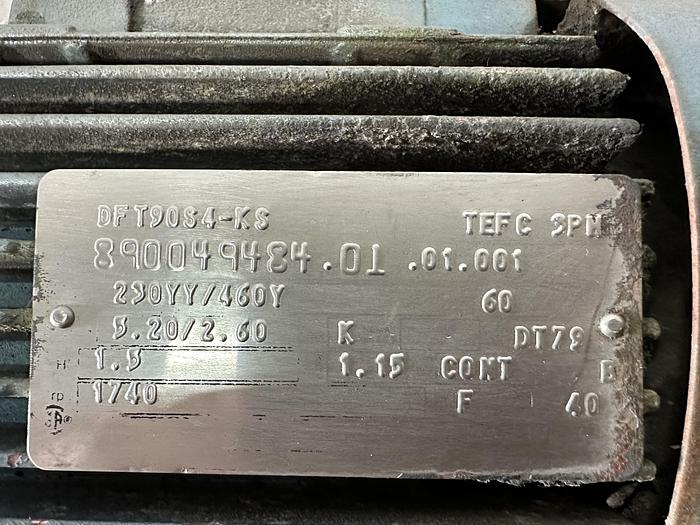 DFT90S4-KS TEFC 3PH
890049484.01.01.001
230YY/460Y 60
5.20/2.60 K DT79
H 1.5 1.15 CONT B
P 1740 F 40